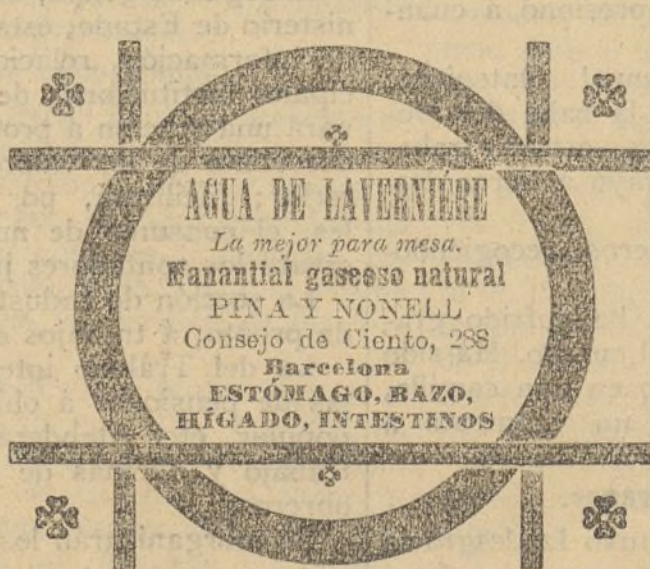 AGUA DE LAVERNIÉRE
La mejor para mesa.
Manantial gaseoso natural
PINA Y NONELL
Consejo de Ciento, 288
Barcelona
ESTÓMAGO, BAZO,
HÍGADO, INTESTINOS